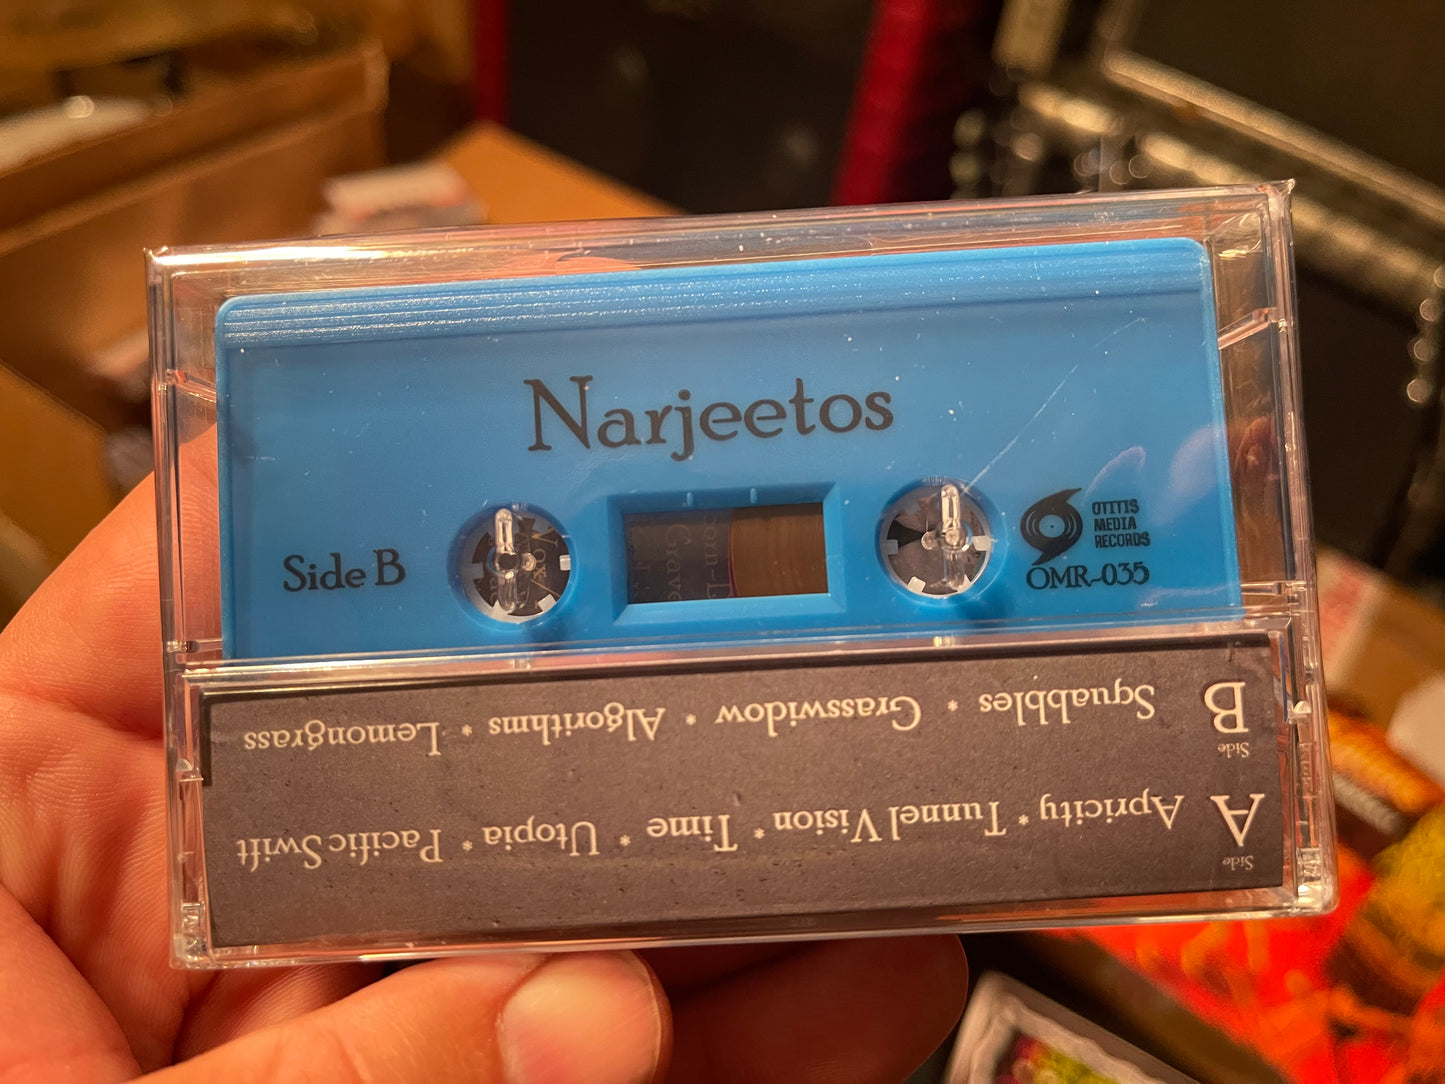 Narjeetos
Side B
OTITIS
MEDIA
RECORDS
OMR-035
Side A
Apricity * Tunnel Vision * Time * Utopia * Pacific Swift
Side B
Squabbles * Grasswidow * Algorithms * Lemongrass